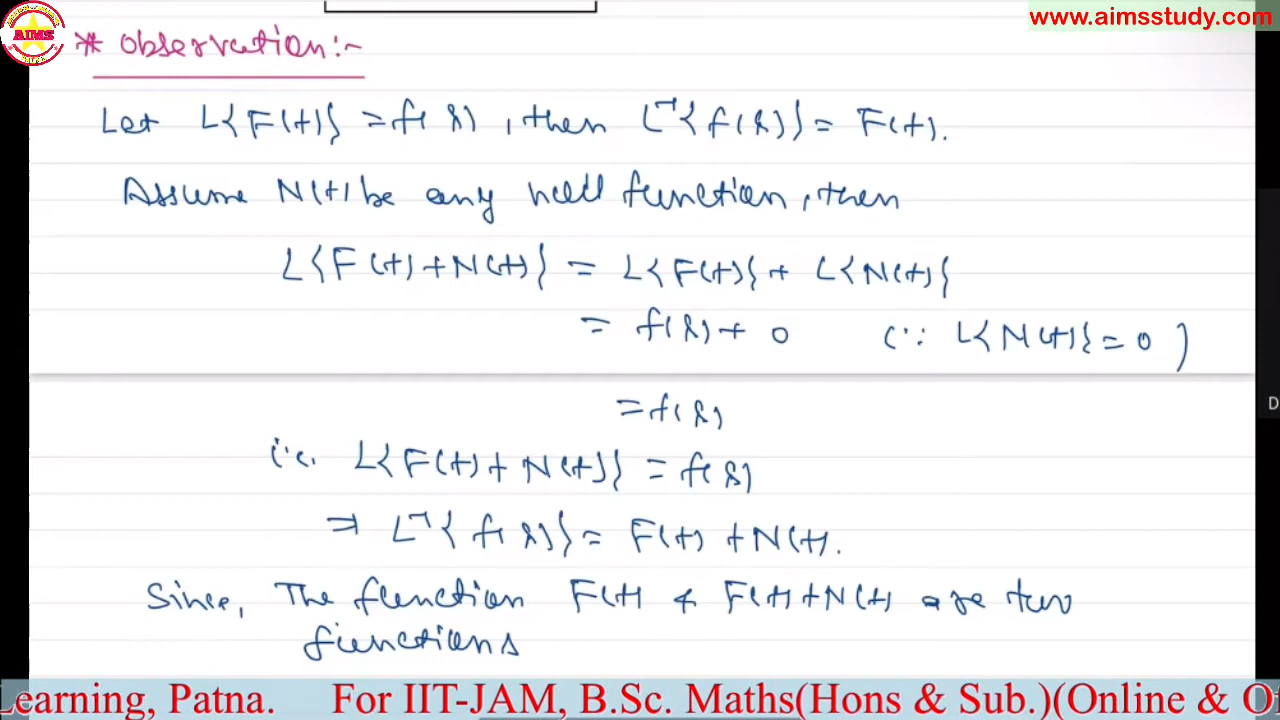 AIMS
www.aimsstudy.com
* Observation:-
Let L{F(t)} = f(s), then L⁻¹{f(s)} = F(t).
Assume N(t) be any null function, then
L{F(t)+N(t)} = L{F(t)} + L{N(t)}
= f(s) + 0 (∵ L{N(t)} = 0)
= f(s)
i.e. L{F(t)+N(t)} = f(s)
⇒ L⁻¹{f(s)} = F(t) + N(t).
Since, The function F(t) & F(t)+N(t) are two
functions
D
Learning, Patna. For IIT-JAM, B.Sc. Maths(Hons & Sub.)(Online & O